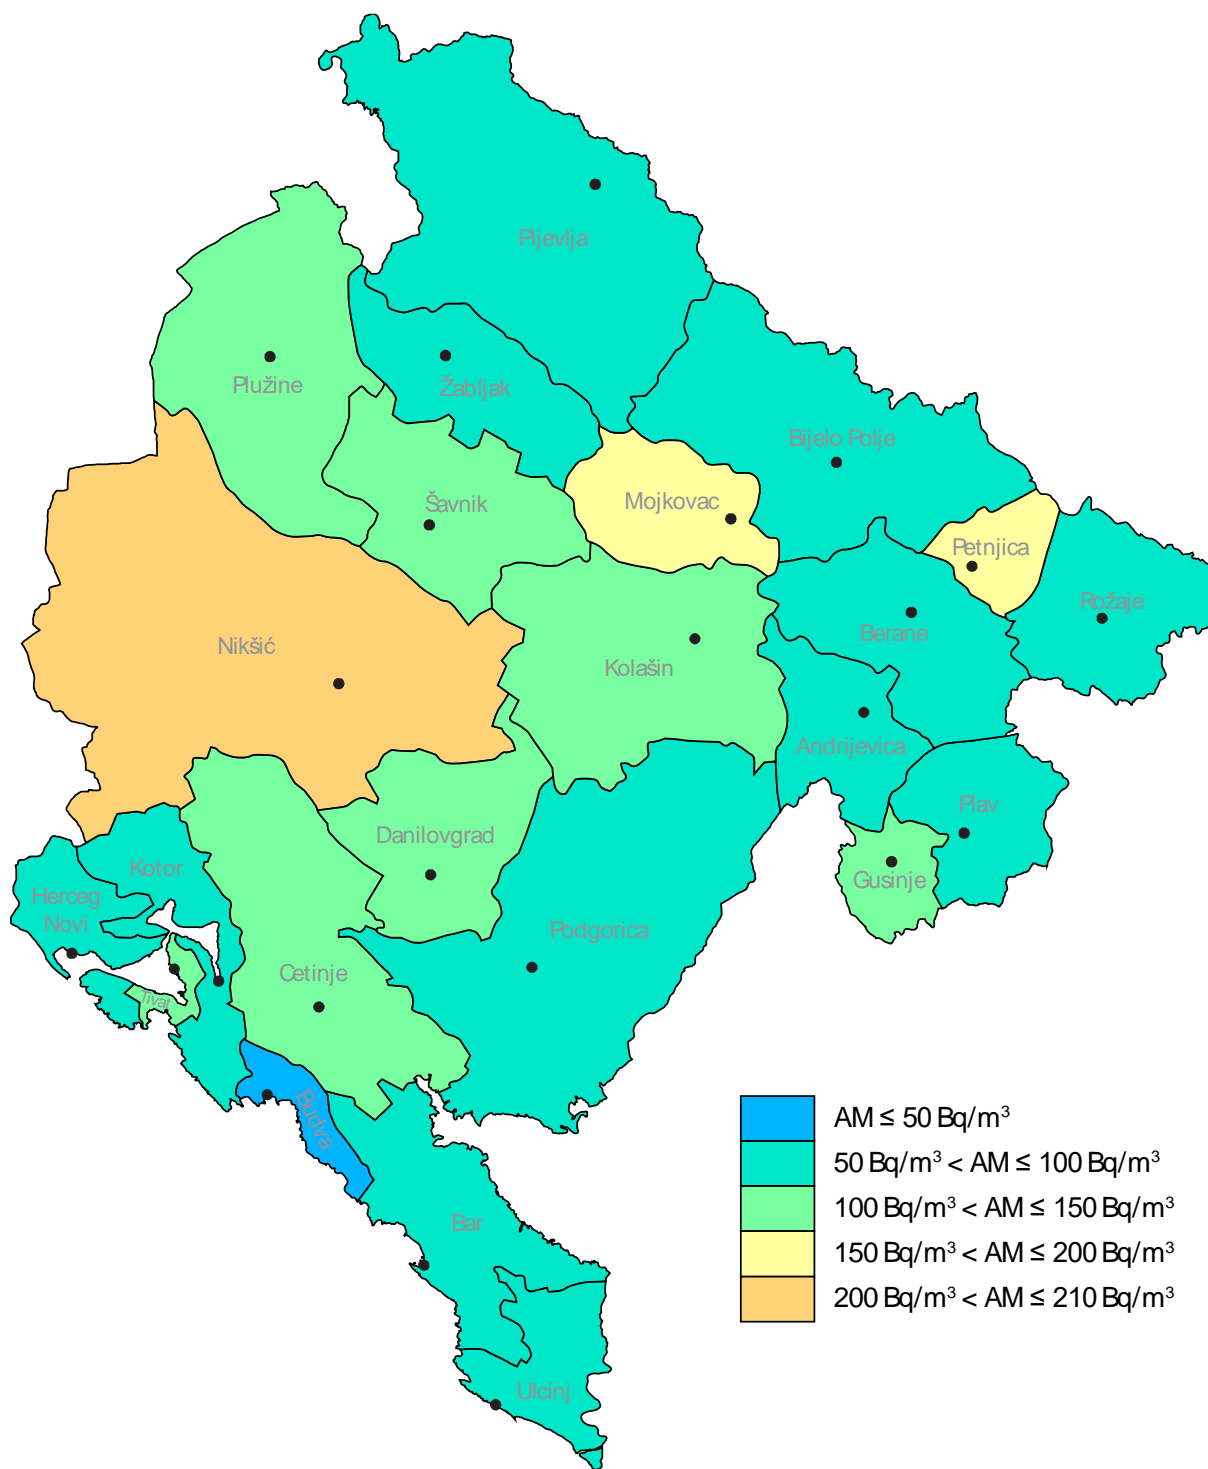 Pljevlja
Plužine
Žabljak
Bijelo Polje
Šavnik
Mojkovac
Petnjica
Rožaje
Berane
Nikšić
Kolašin
Andrijevica
Plav
Danilovgrad
Kotor
Gusinje
Herceg
Novi
Podgorica
Cetinje
Tivat
Budva
Bar
Ulcinj
AM ≤ 50 Bq/m³
50 Bq/m³ < AM ≤ 100 Bq/m³
100 Bq/m³ < AM ≤ 150 Bq/m³
150 Bq/m³ < AM ≤ 200 Bq/m³
200 Bq/m³ < AM ≤ 210 Bq/m³